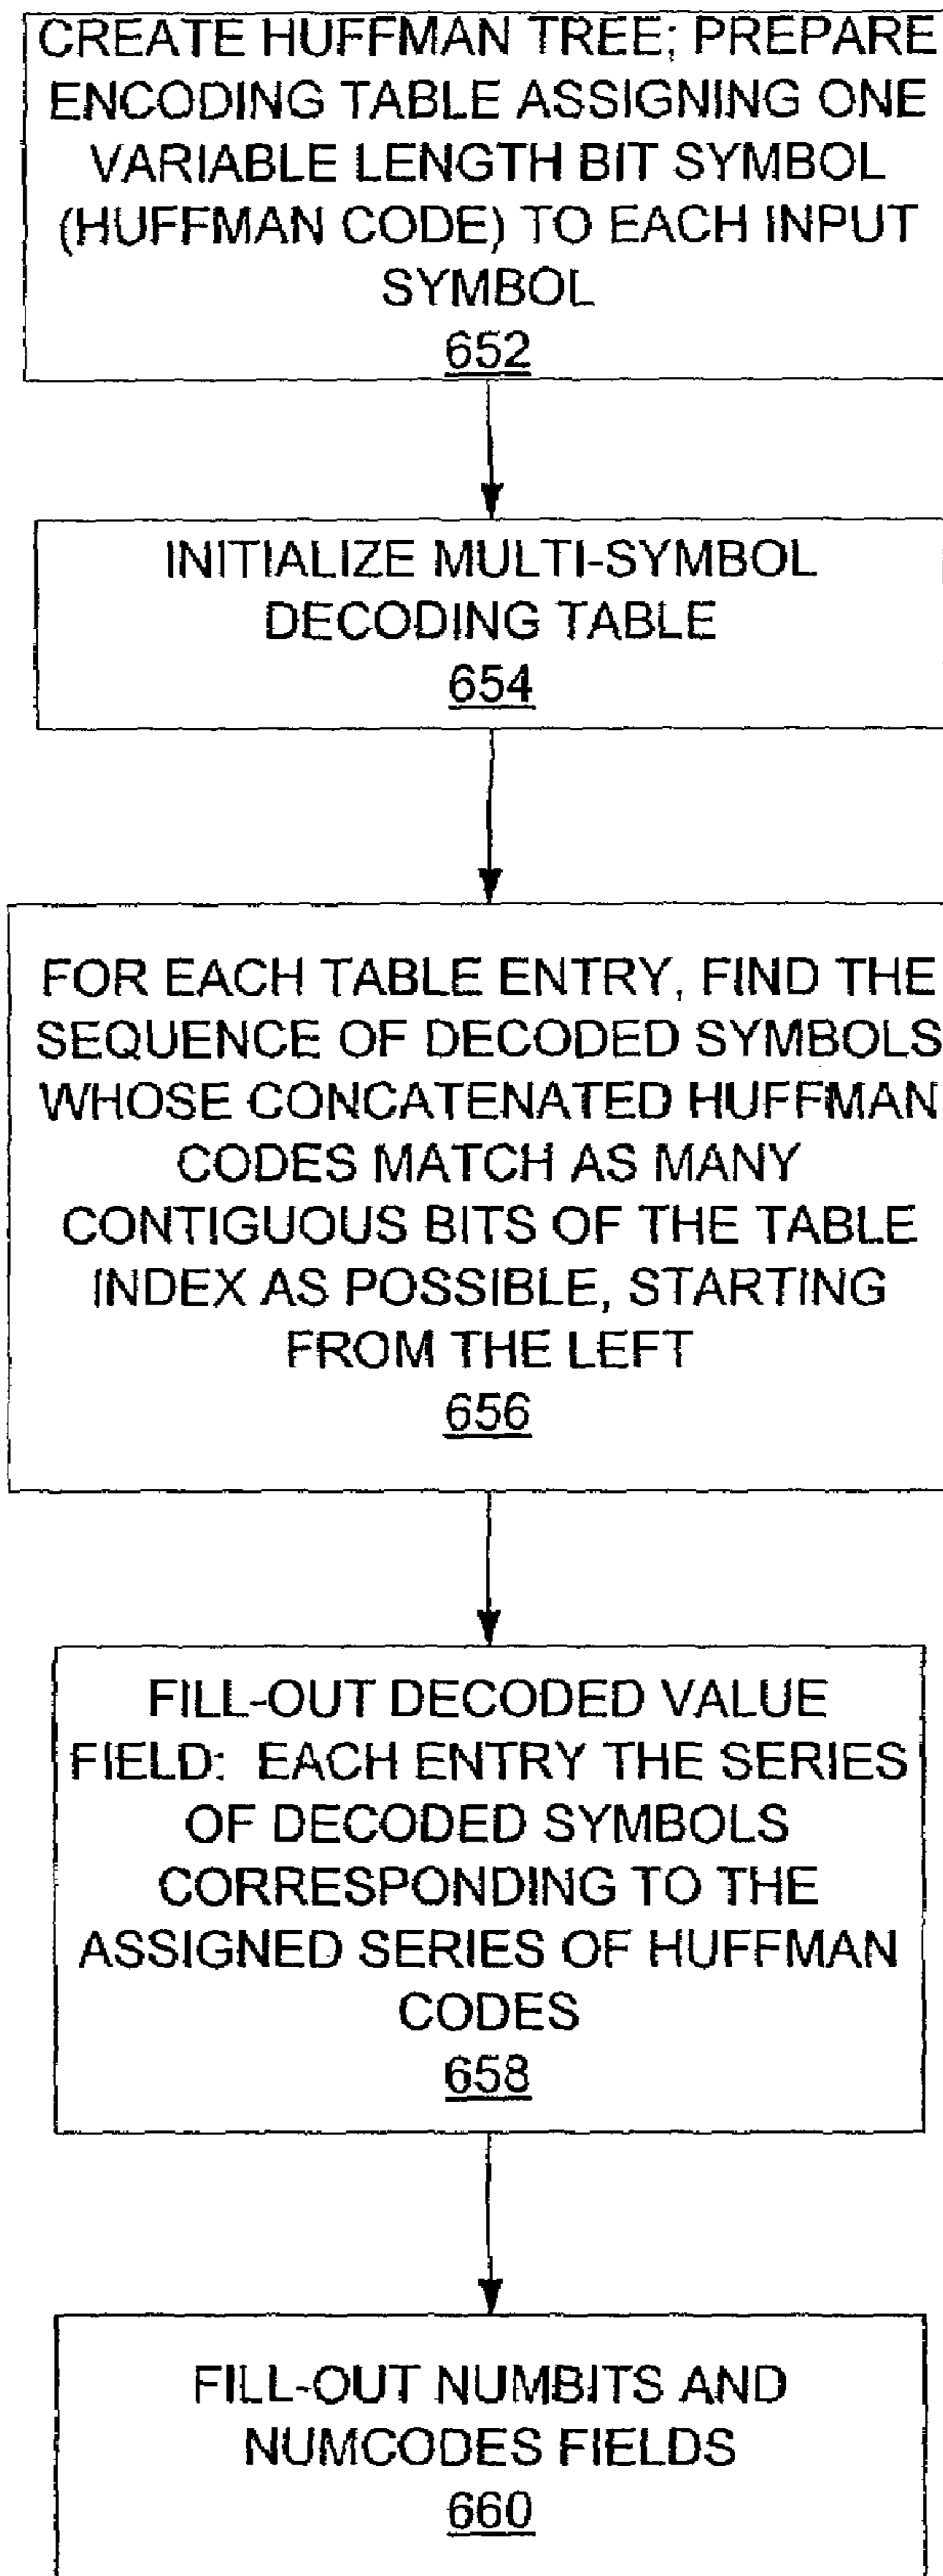 CREATE HUFFMAN TREE; PREPARE
ENCODING TABLE ASSIGNING ONE
VARIABLE LENGTH BIT SYMBOL
(HUFFMAN CODE) TO EACH INPUT
SYMBOL
652
INITIALIZE MULTI-SYMBOL
DECODING TABLE
654
FOR EACH TABLE ENTRY, FIND THE
SEQUENCE OF DECODED SYMBOLS
WHOSE CONCATENATED HUFFMAN
CODES MATCH AS MANY
CONTIGUOUS BITS OF THE TABLE
INDEX AS POSSIBLE, STARTING
FROM THE LEFT
656
FILL-OUT DECODED VALUE
FIELD: EACH ENTRY THE SERIES
OF DECODED SYMBOLS
CORRESPONDING TO THE
ASSIGNED SERIES OF HUFFMAN
CODES
658
FILL-OUT NUMBITS AND
NUMCODES FIELDS
660